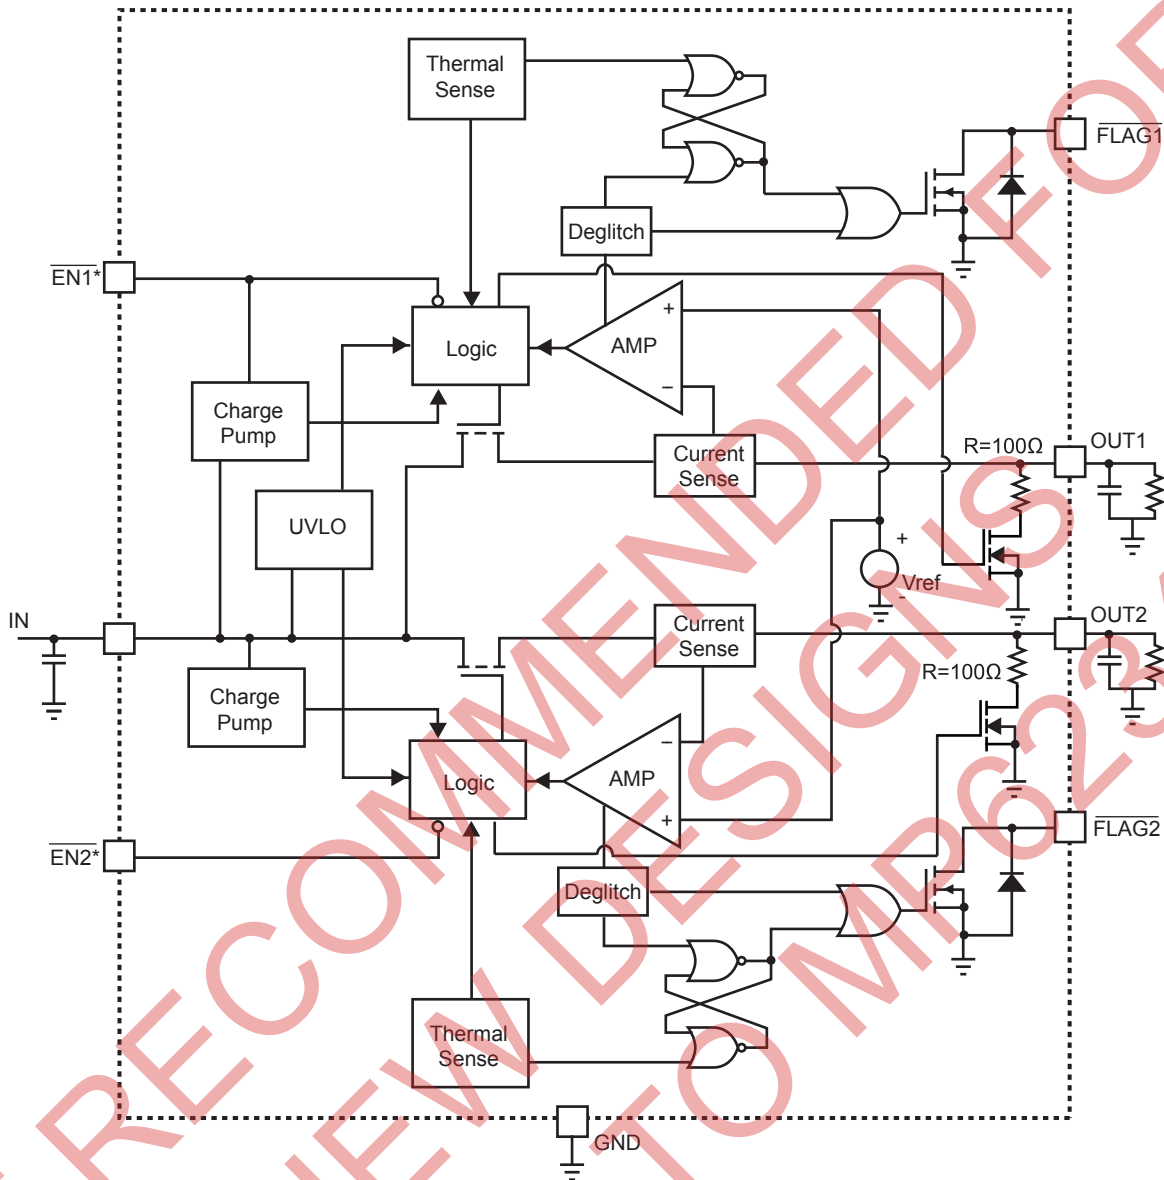 Thermal
Sense
FLAG1
Deglitch
EN1*
+
Logic
AMP
−
Charge
Pump
Current
Sense
R=100Ω
OUT1
UVLO
+
Vref
-
IN
Current
Sense
OUT2
R=100Ω
Charge
Pump
−
Logic
AMP
+
FLAG2
EN2*
Deglitch
Thermal
Sense
GND
RECOMMENDED FOR
NEW DESIGNS
TO MP623